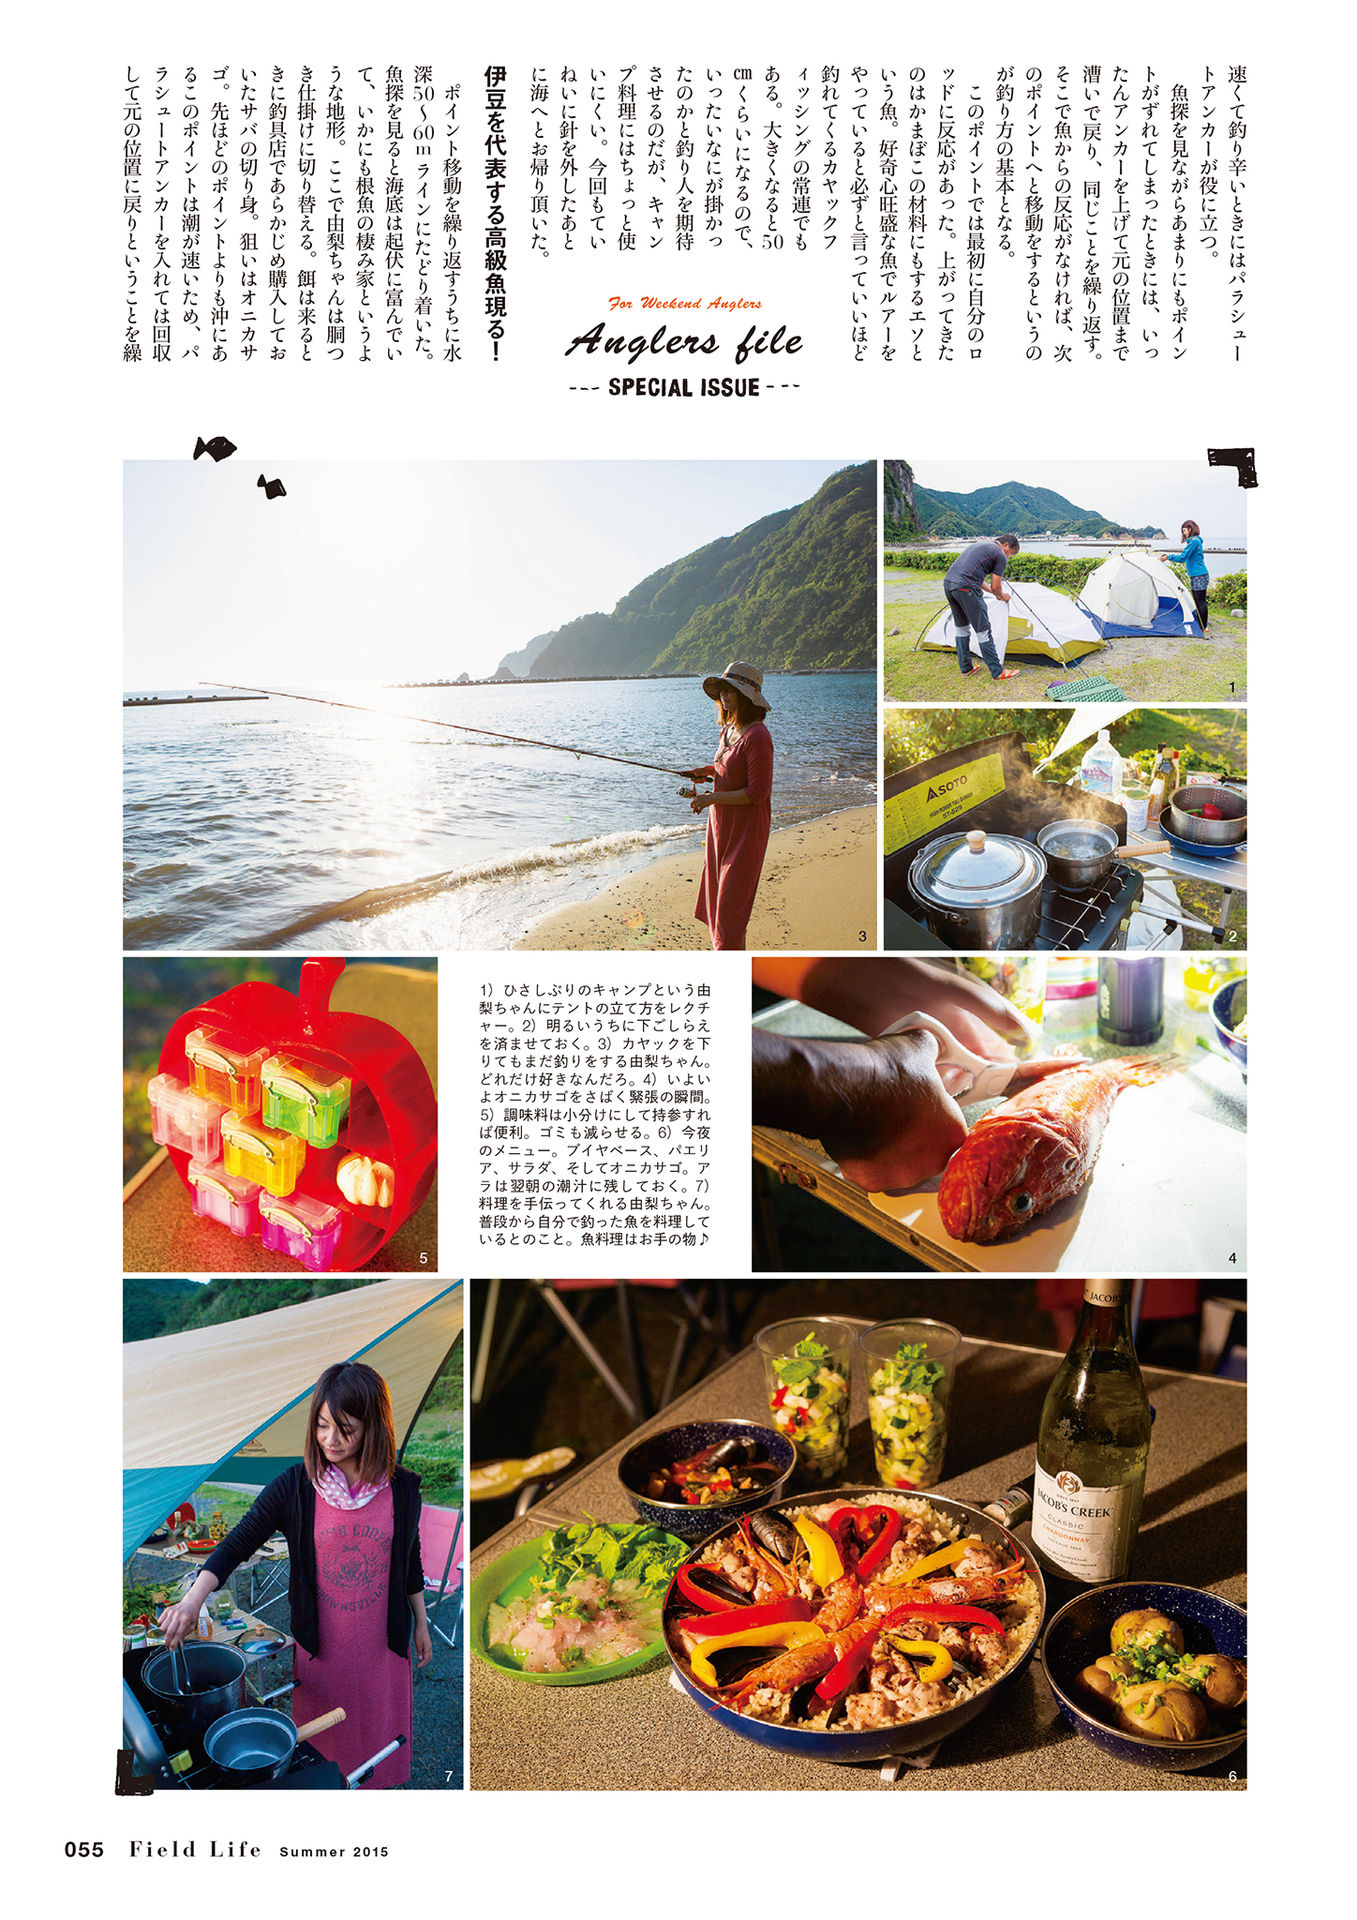 速くて釣り辛いときにはパラシュー
トアンカーが役に立つ。
　魚探を見ながらあまりにもポイン
トがずれてしまったときには、いっ
たんアンカーを上げて元の位置まで
漕いで戻り、同じことを繰り返す。
そこで魚からの反応がなければ、次
のポイントへと移動をするというの
が釣り方の基本となる。
　このポイントでは最初に自分のロ
ッドに反応があった。上がってきた
のはかまぼこの材料にもするエソと
いう魚。好奇心旺盛な魚でルアーを
やっていると必ずと言っていいほど
釣れてくるカヤックフ
ィッシングの常連でも
ある。大きくなると50
㎝くらいになるので、
いったいなにが掛かっ
たのかと釣り人を期待
させるのだが、キャン
プ料理にはちょっと使
いにくい。今回もてい
ねいに針を外したあと
に海へとお帰り頂いた。
伊豆を代表する高級魚現る！
　ポイント移動を繰り返すうちに水
深50〜60mラインにたどり着いた。
魚探を見ると海底は起伏に富んでい
て、いかにも根魚の棲み家というよ
うな地形。ここで由梨ちゃんは胴つ
き仕掛けに切り替える。餌は来ると
きに釣具店であらかじめ購入してお
いたサバの切り身。狙いはオニカサ
ゴ。先ほどのポイントよりも沖にあ
るこのポイントは潮が速いため、パ
ラシュートアンカーを入れては回収
して元の位置に戻りということを繰
For Weekend Anglers
Anglers file
--- SPECIAL ISSUE ---
1
SOTO
HIGH POWER TWO BURNER
ST-525
2
3
1）ひさしぶりのキャンプという由
梨ちゃんにテントの立て方をレクチ
ャー。2）明るいうちに下ごしらえ
を済ませておく。3）カヤックを下
りてもまだ釣りをする由梨ちゃん。
どれだけ好きなんだろ。4）いよい
よオニカサゴをさばく緊張の瞬間。
5）調味料は小分けにして持参すれ
ば便利。ゴミも減らせる。6）今夜
のメニュー。ブイヤベース、パエリ
ア、サラダ、そしてオニカサゴ。ア
ラは翌朝の潮汁に残しておく。7）
料理を手伝ってくれる由梨ちゃん。
普段から自分で釣った魚を料理して
いるとのこと。魚料理はお手の物♪
4
5
JACOB'S CREEK
CLASSIC
CHARDONNAY
6
7
055 Field Life Summer 2015